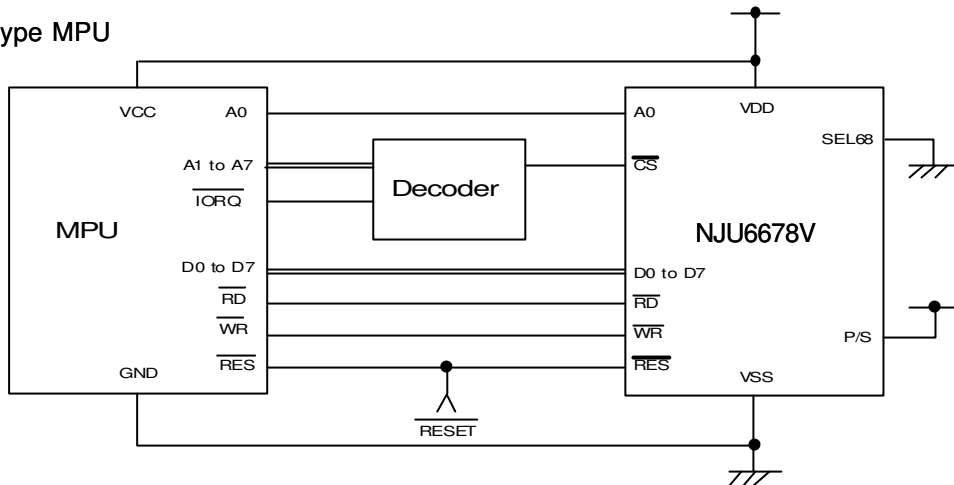 ype MPU
VCC
A0
A1 to A7
IORQ
MPU
D0 to D7
RD
WR
RES
GND
Decoder
RESET
A0
VDD
SEL68
CS
NJU6678V
D0 to D7
RD
WR
P/S
RES
VSS